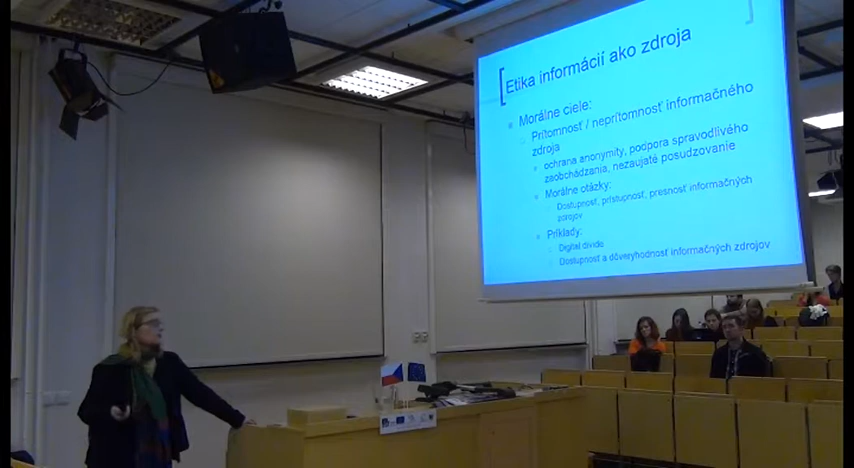 Etika informácií ako zdroja
Morálne ciele:
Prítomnosť / neprítomnosť informačného
zdroja
ochrana anonymity, podpora spravodlivého
zaobchádzania, nezaujaté posudzovanie
Morálne otázky:
Dostupnosť, prístupnosť, presnosť informačných
zdrojov
Príklady:
Digital divide
Dostupnosť a dôveryhodnosť informačných zdrojov